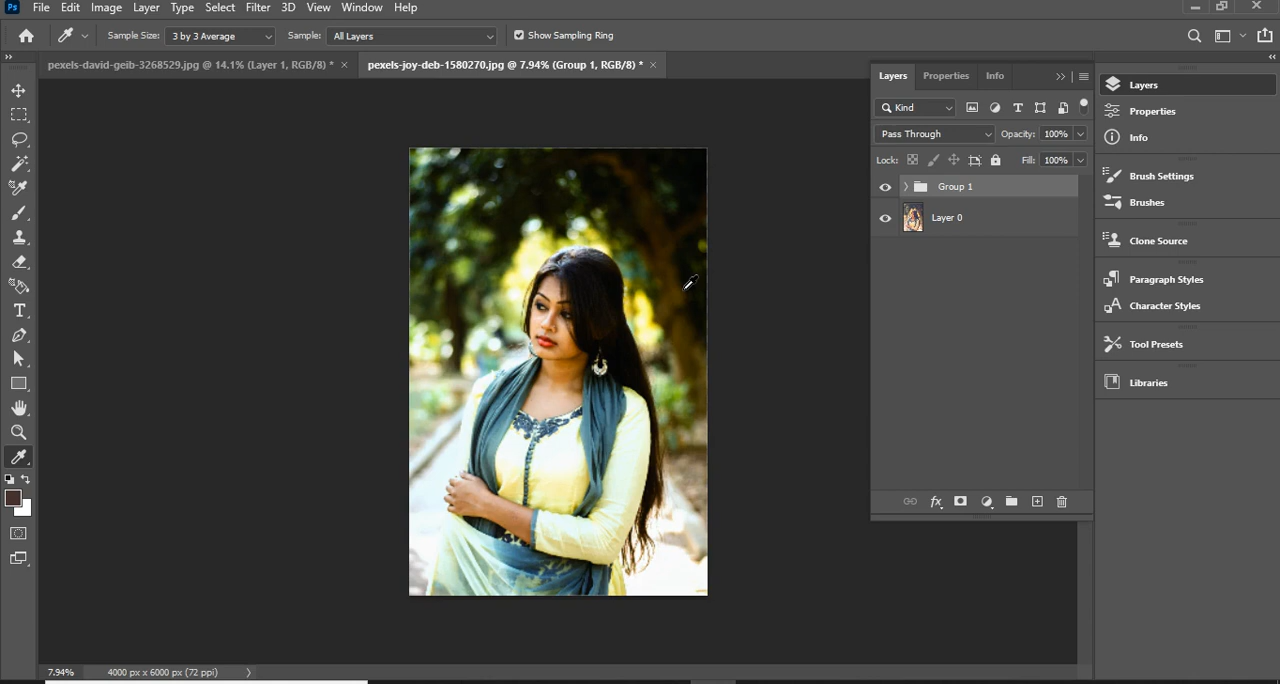 Ps File Edit Image Layer Type Select Filter 3D View Window Help
Sample Size: 3 by 3 Average Sample: All Layers Show Sampling Ring
pexels-david-geib-3268529.jpg @ 14.1% (Layer 1, RGB/8) * × pexels-joy-deb-1580270.jpg @ 7.94% (Group 1, RGB/8) * ×
Layers Properties Info
Kind
Pass Through Opacity: 100%
Lock: Fill: 100%
Group 1
Layer 0
fx
Layers
Properties
Info
Brush Settings
Brushes
Clone Source
Paragraph Styles
Character Styles
Tool Presets
Libraries
7.94% 4000 px x 6000 px (72 ppi)